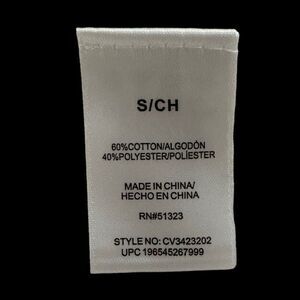 S/CH
60%COTTON/ALGODÓN
40%POLYESTER/POLÍESTER
MADE IN CHINA/
HECHO EN CHINA
RN#51323
STYLE NO: CV3423202
UPC 196545267999